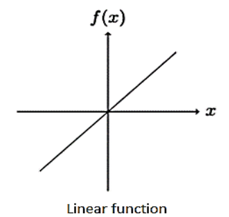 f(x)
x
Linear function